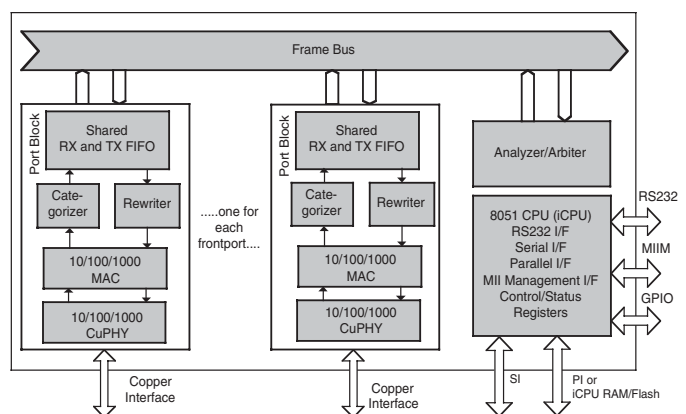 Frame Bus
Port Block
Shared
RX and TX FIFO
Cate-
gorizer
Rewriter
10/100/1000
MAC
10/100/1000
CuPHY
Copper
Interface
.....one for
each
frontport....
Port Block
Shared
RX and TX FIFO
Cate-
gorizer
Rewriter
10/100/1000
MAC
10/100/1000
CuPHY
Copper
Interface
Analyzer/Arbiter
8051 CPU (iCPU)
RS232 I/F
Serial I/F
Parallel I/F
MII Management I/F
Control/Status
Registers
RS232
MIIM
GPIO
SI
PI or
iCPU RAM/Flash